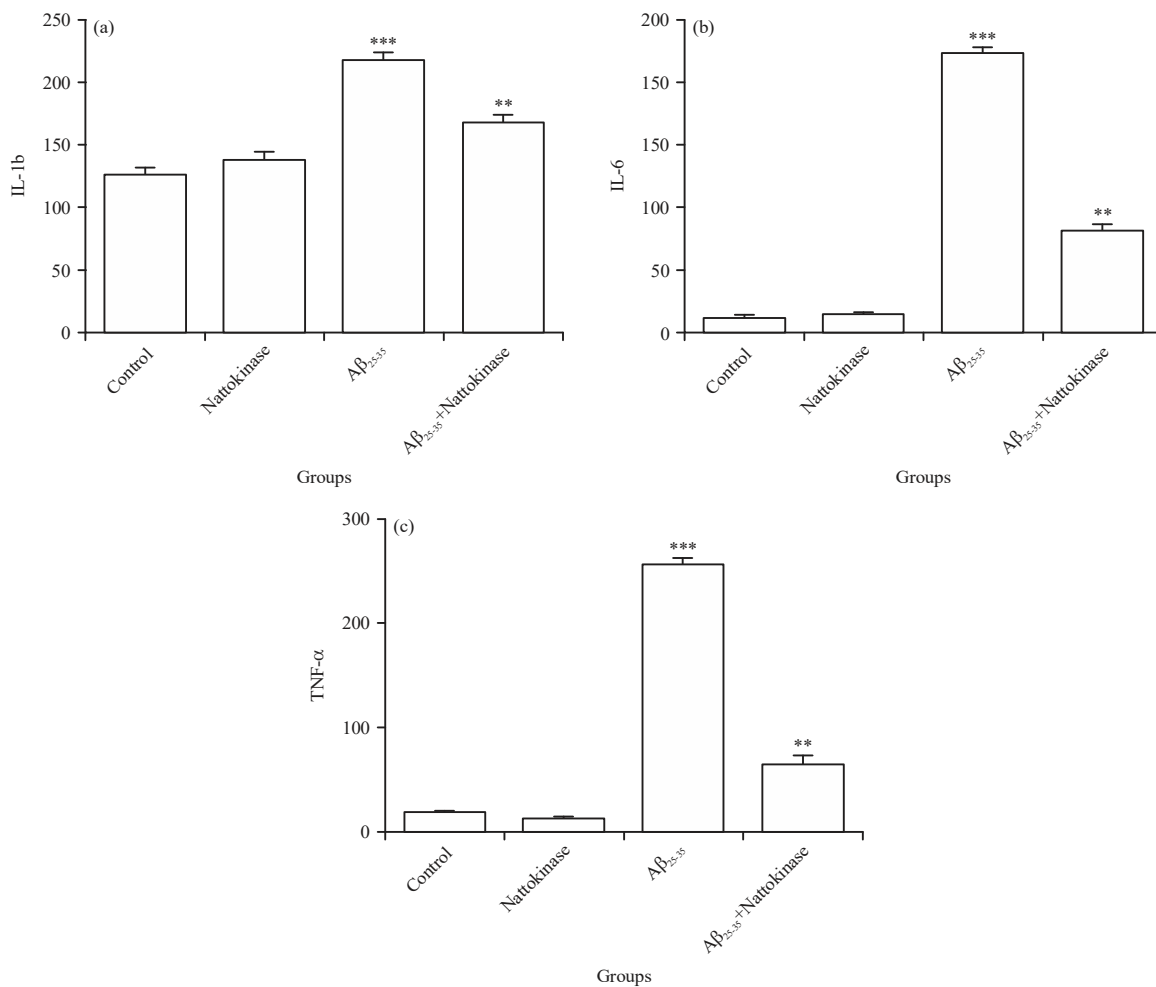 (a)
250
200
150
100
50
0
IL-1b
***
**
Control
Nattokinase
Aβ25-35
Aβ25-35+Nattokinase
Groups
(b)
200
150
150
100
50
0
IL-6
***
**
Control
Nattokinase
Aβ25-35
Aβ25-35+Nattokinase
Groups
(c)
300
200
100
0
TNF-α
***
**
Control
Nattokinase
Aβ25-35
Aβ25-35+Nattokinase
Groups